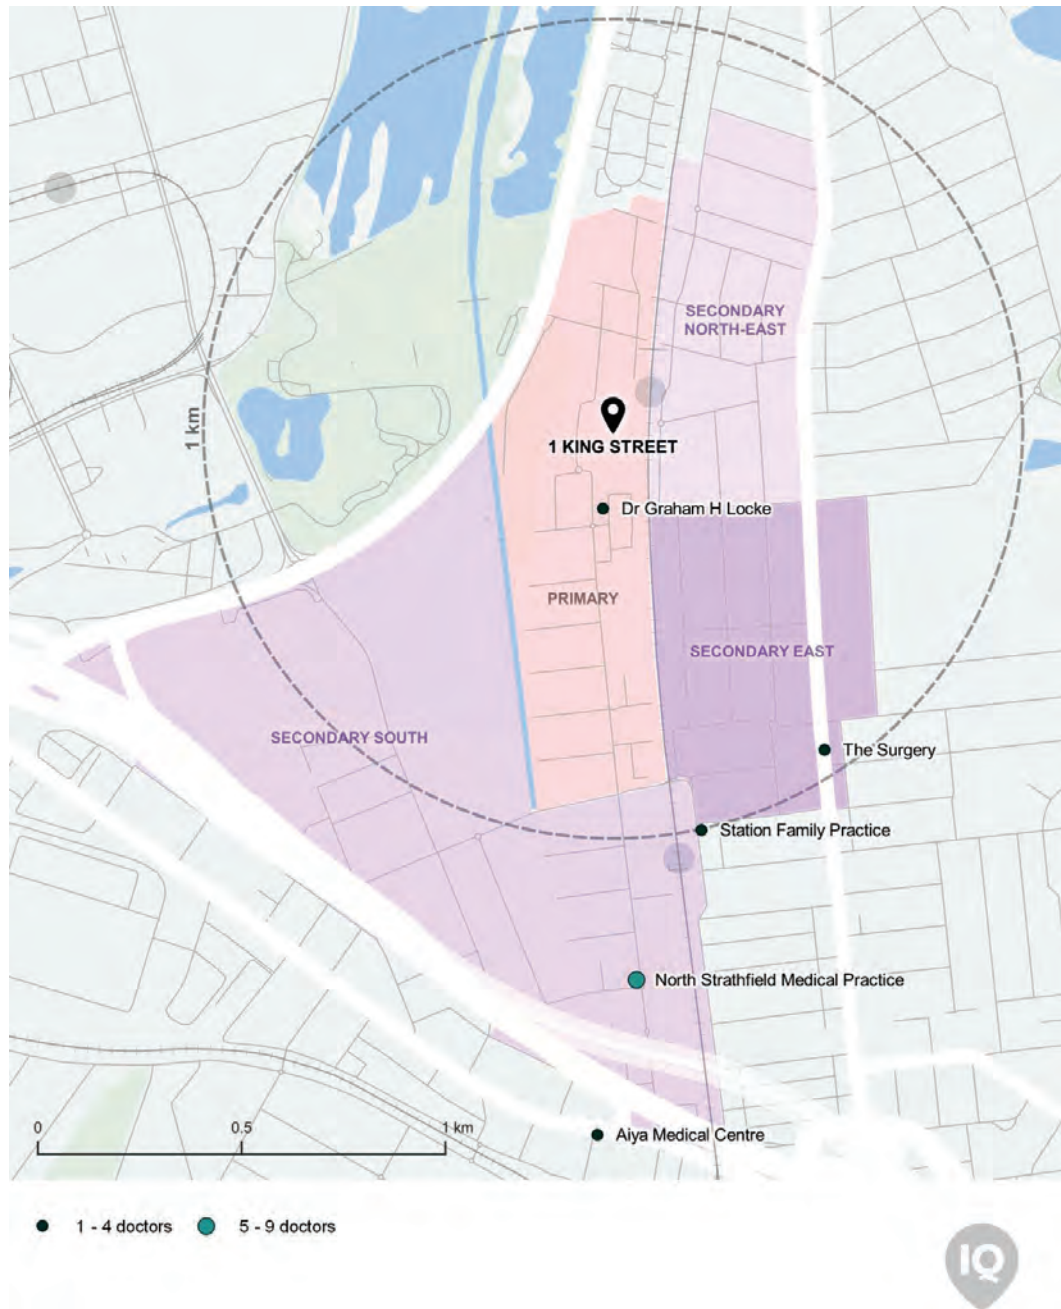 SECONDARY
NORTH-EAST
1 km
1 KING STREET
Dr Graham H Locke
PRIMARY
SECONDARY EAST
SECONDARY SOUTH
The Surgery
Station Family Practice
North Strathfield Medical Practice
0 0.5 1 km
Aiya Medical Centre
1 - 4 doctors 5 - 9 doctors
IQ